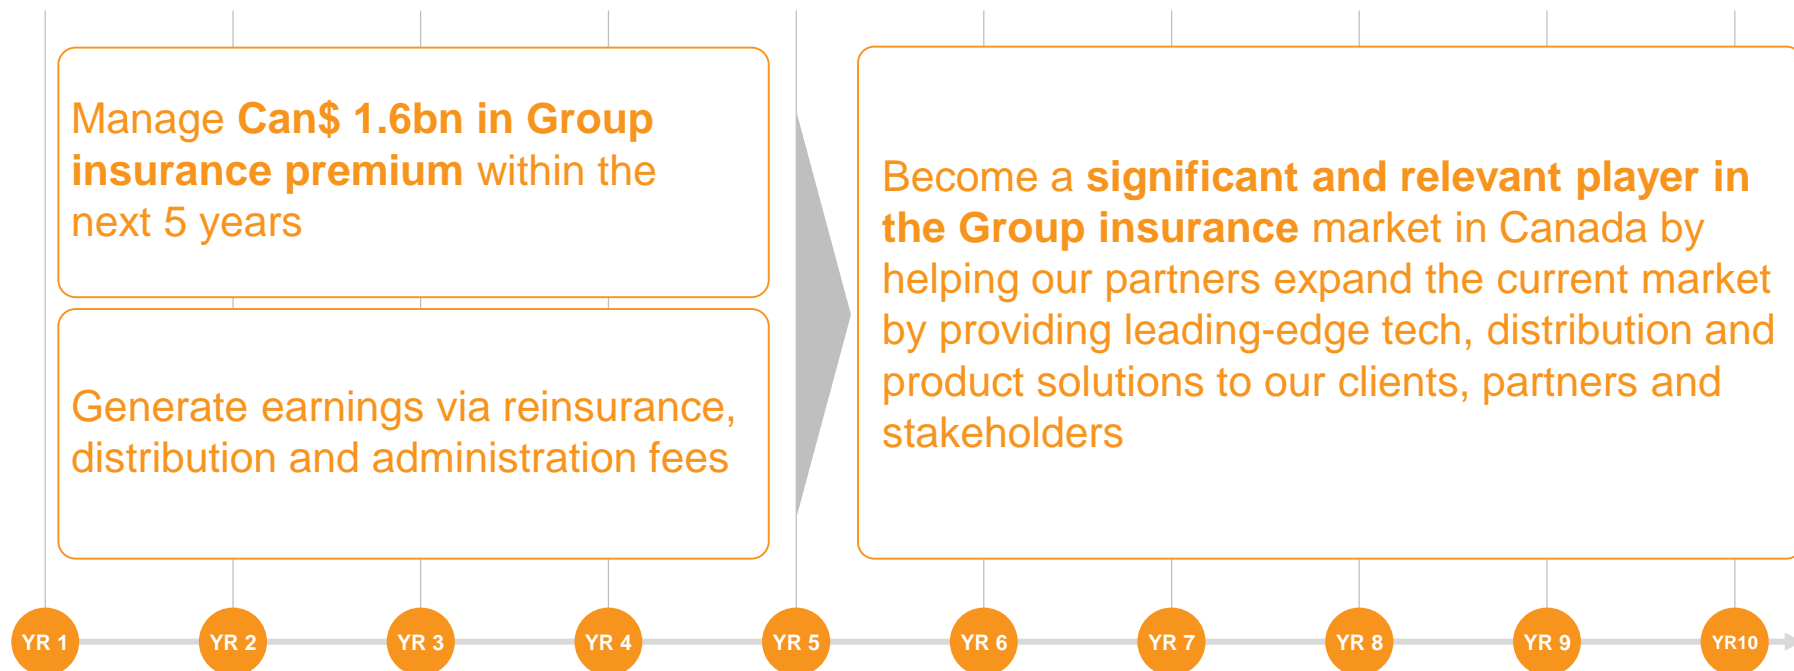 Manage Can$ 1.6bn in Group
insurance premium within the
next 5 years
Generate earnings via reinsurance,
distribution and administration fees
Become a significant and relevant player in
the Group insurance market in Canada by
helping our partners expand the current market
by providing leading-edge tech, distribution and
product solutions to our clients, partners and
stakeholders
YR 1 YR 2 YR 3 YR 4 YR 5 YR 6 YR 7 YR 8 YR 9 YR10